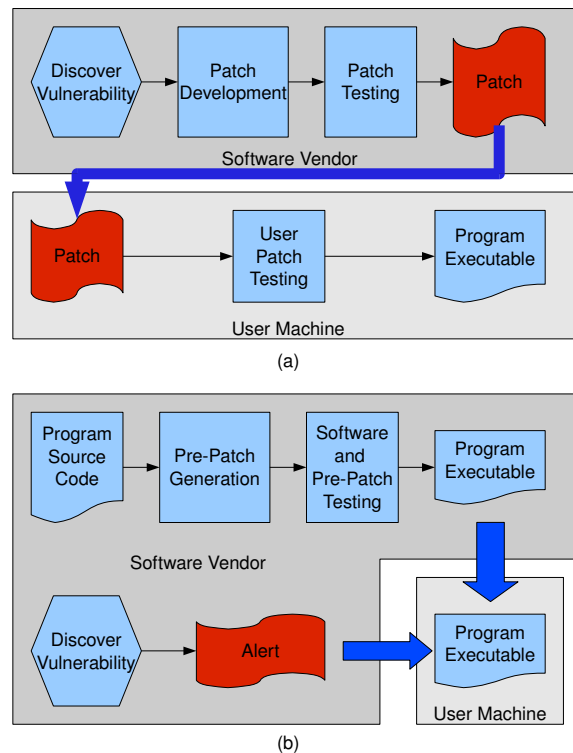 Discover
Vulnerability
Patch
Development
Patch
Testing
Patch
Software Vendor
Patch
User
Patch
Testing
Program
Executable
User Machine
(a)
Program
Source
Code
Pre-Patch
Generation
Software
and
Pre-Patch
Testing
Program
Executable
Software Vendor
Discover
Vulnerability
Alert
Program
Executable
User Machine
(b)